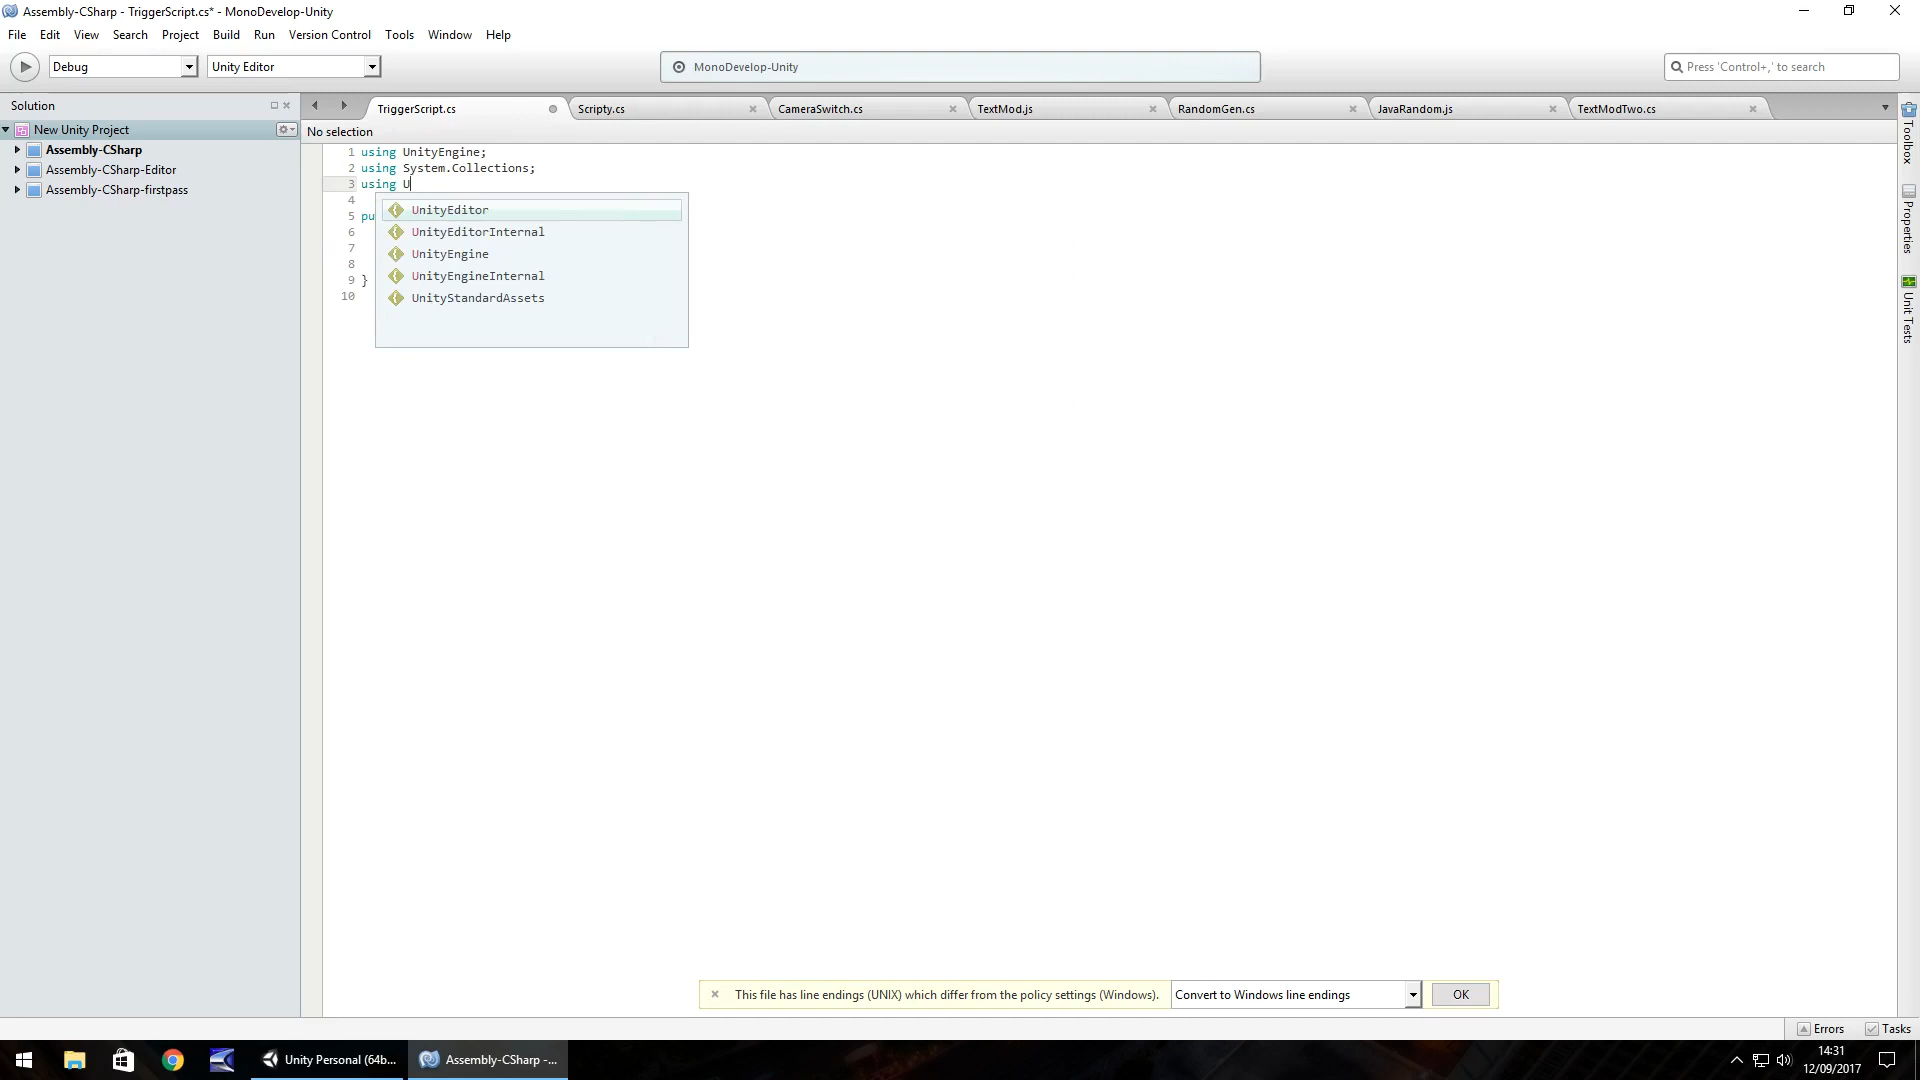 Assembly-CSharp - TriggerScript.cs* - MonoDevelop-Unity
File Edit View Search Project Build Run Version Control Tools Window Help
Debug Unity Editor MonoDevelop-Unity Press 'Control+,' to search
Solution
TriggerScript.cs Scripty.cs CameraSwitch.cs TextMod.js RandomGen.cs JavaRandom.js TextModTwo.cs
New Unity Project
No selection
Assembly-CSharp
Assembly-CSharp-Editor
Assembly-CSharp-firstpass
1 using UnityEngine;
2 using System.Collections;
3 using U
4
5 pu
6
7
8
9 }
10
UnityEditor
UnityEditorInternal
UnityEngine
UnityEngineInternal
UnityStandardAssets
Toolbox
Properties
Unit Tests
This file has line endings (UNIX) which differ from the policy settings (Windows). Convert to Windows line endings OK
Errors Tasks
Unity Personal (64b... Assembly-CSharp -...
14:31
12/09/2017